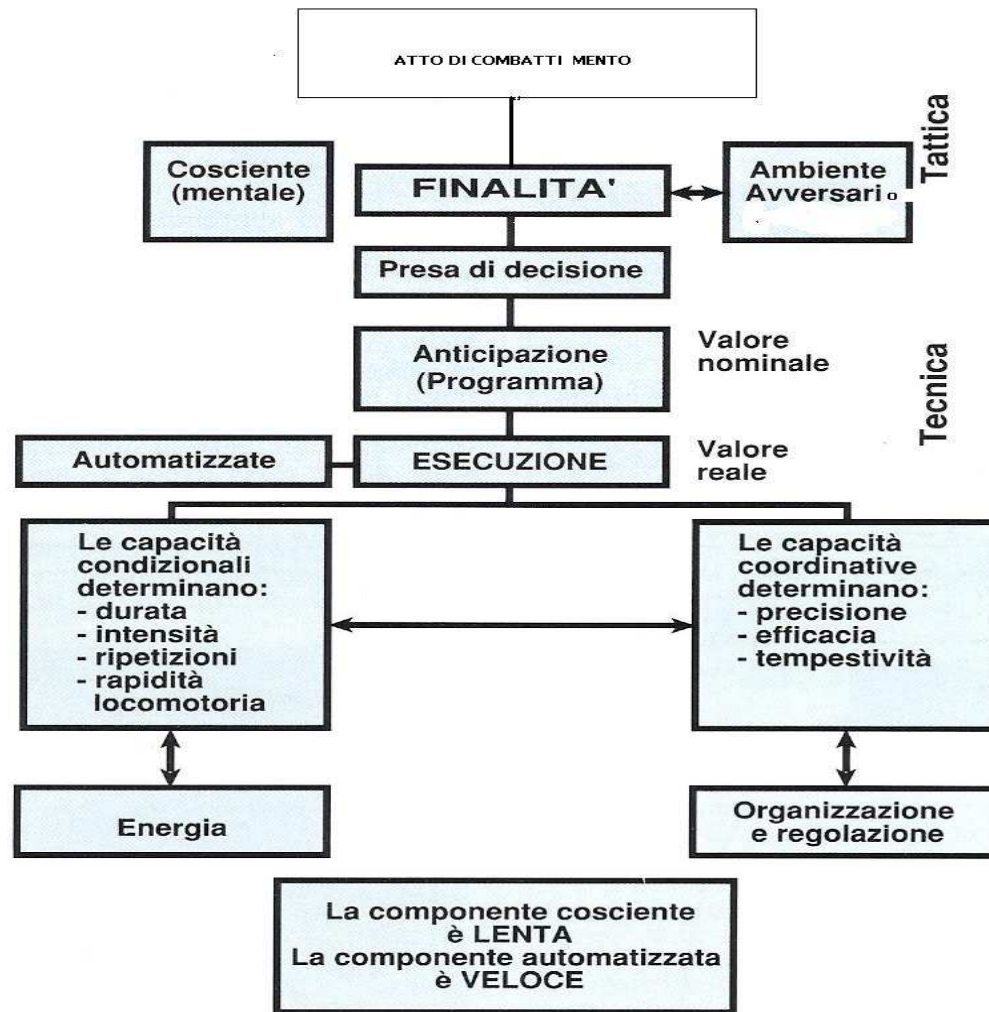 ATTO DI COMBATTI MENTO
Cosciente
(mentale)
FINALITA'
Ambiente
Avversari o
Tattica
Presa di decisione
Anticipazione
(Programma)
Valore
nominale
Tecnica
Automatizzate
ESECUZIONE
Valore
reale
Le capacità
condizionali
determinano:
- durata
- intensità
- ripetizioni
- rapidità
locomotoria
Le capacità
coordinative
determinano:
- precisione
- efficacia
- tempestività
Energia
Organizzazione
e regolazione
La componente cosciente
è LENTA
La componente automatizzata
è VELOCE